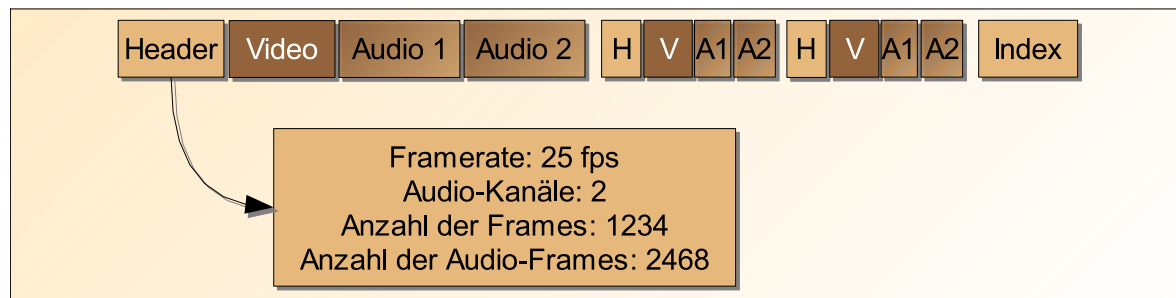 Header Video Audio 1 Audio 2 H V A1 A2 H V A1 A2 Index
Framerate: 25 fps
Audio-Kanäle: 2
Anzahl der Frames: 1234
Anzahl der Audio-Frames: 2468